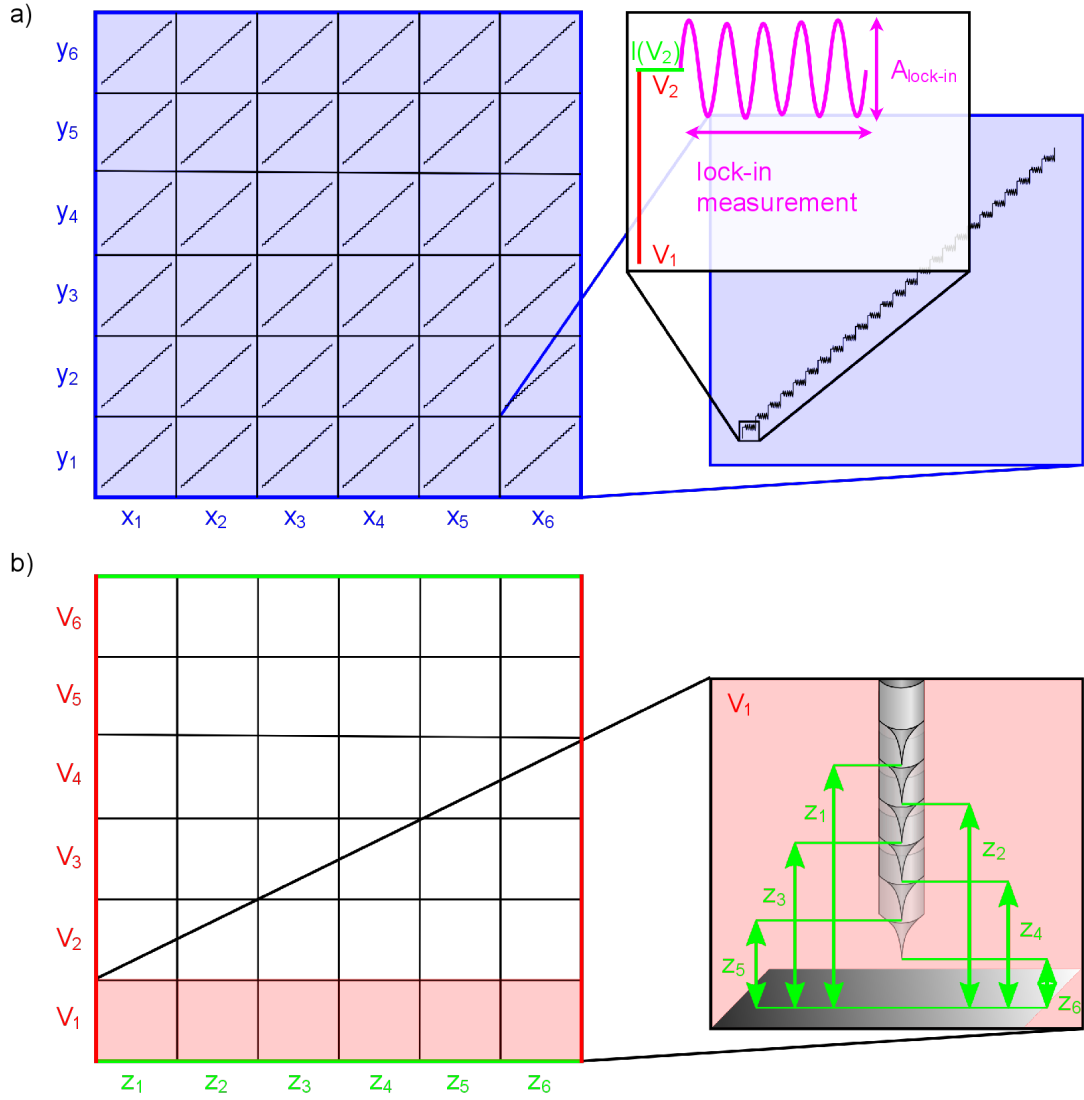 a)
y₆
y₅
y₄
y₃
y₂
y₁
x₁ x₂ x₃ x₄ x₅ x₆
I(V₂)
V₂
A_lock-in
lock-in
measurement
V₁
b)
V₆
V₅
V₄
V₃
V₂
V₁
z₁ z₂ z₃ z₄ z₅ z₆
V₁
z₁
z₂
z₃
z₄
z₅
z₆